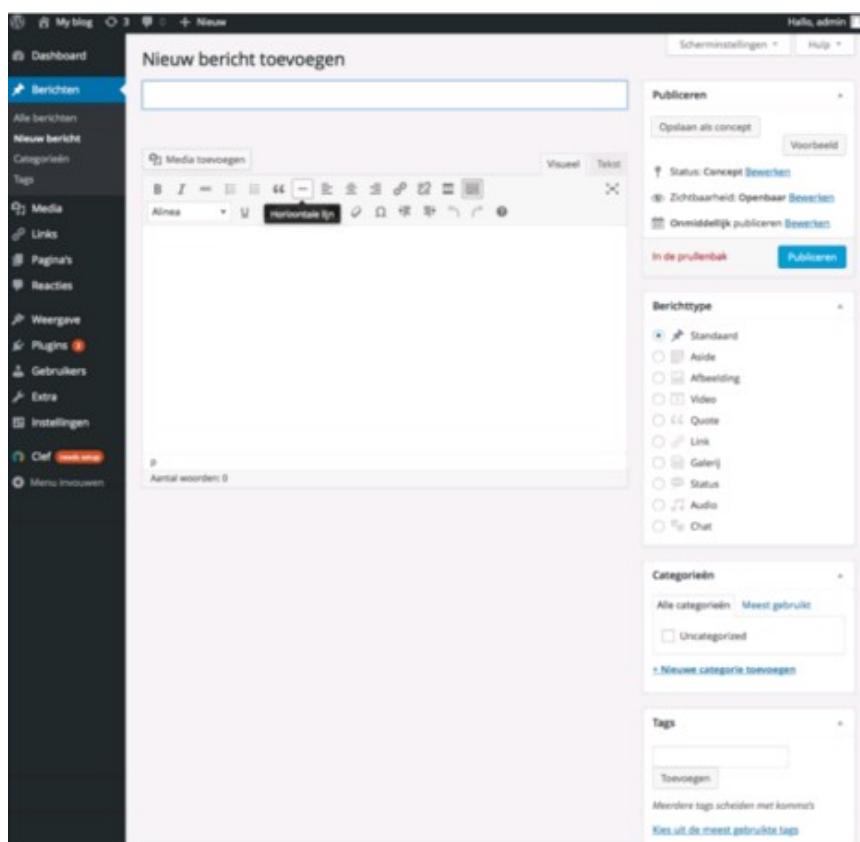 My blog 3 0 + Nieuw Hallo, admin
Dashboard
Berichten
Alle berichten
Nieuw bericht
Categorieën
Tags
Media
Links
Pagina's
Reacties
Weergave
Plugins 3
Gebruikers
Extra
Instellingen
Clef needs setup
Menu invouwen
Scherminstellingen Hulp
Nieuw bericht toevoegen
Media toevoegen Visueel Tekst
B I
Alinea U
Horizontale lijn
p
Aantal woorden: 0
Publiceren
Opslaan als concept
Voorbeeld
Status: Concept Bewerken
Zichtbaarheid: Openbaar Bewerken
Onmiddellijk publiceren Bewerken
In de prullenbak Publiceren
Berichttype
Standaard
Aside
Afbeelding
Video
Quote
Link
Galerij
Status
Audio
Chat
Categorieën
Alle categorieën Meest gebruikt
Uncategorized
+ Nieuwe categorie toevoegen
Tags
Toevoegen
Meerdere tags scheiden met komma's
Kies uit de meest gebruikte tags